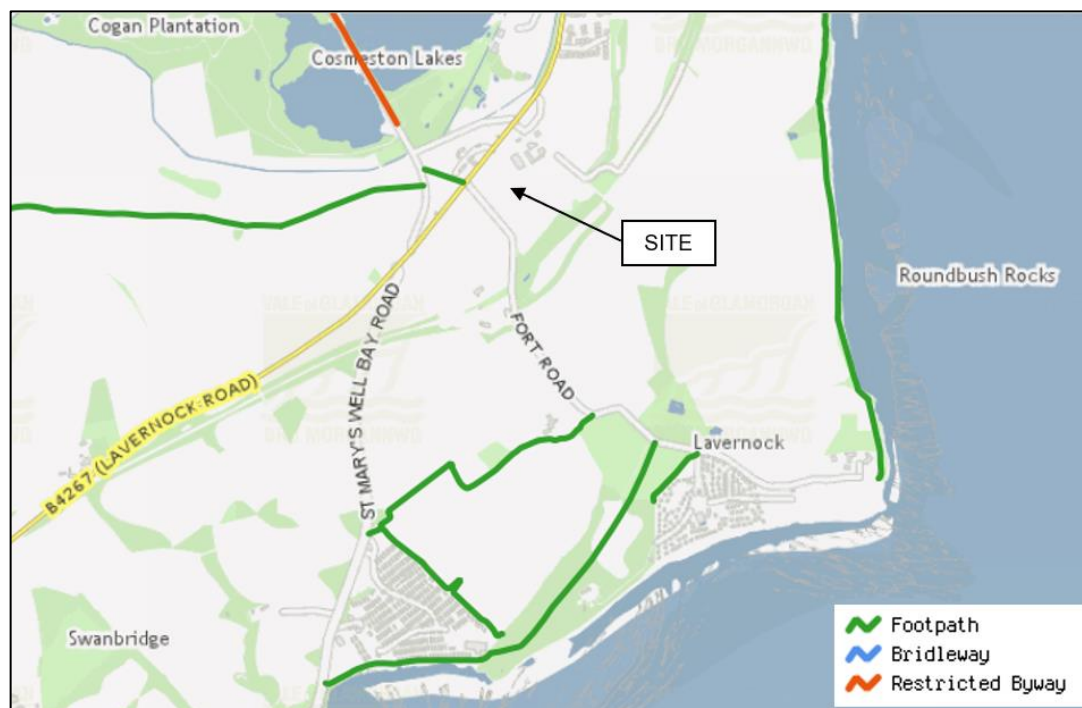 Cogan Plantation
Cosmeston Lakes
SITE
Roundbush Rocks
ST MARY'S WELL BAY ROAD
FORT ROAD
B4267 (LAVERNOCK ROAD)
Lavernock
Swanbridge
Footpath
Bridleway
Restricted Byway